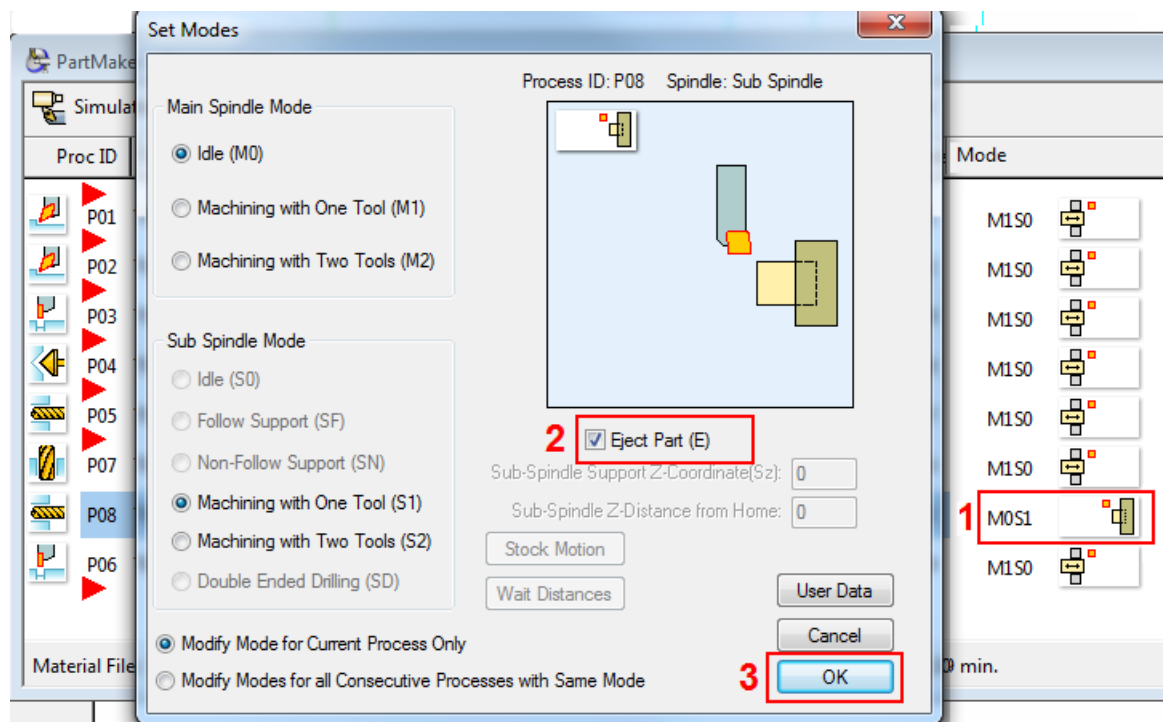 Set Modes
X
PartMake
Process ID: P08 Spindle: Sub Spindle
Simulat
Main Spindle Mode
Proc ID
Mode
Idle (M0)
P01
M1S0
Machining with One Tool (M1)
P02
Machining with Two Tools (M2)
M1S0
P03
M1S0
Sub Spindle Mode
P04
Idle (S0)
M1S0
P05
Follow Support (SF)
M1S0
2
Eject Part (E)
P07
Non-Follow Support (SN)
Sub-Spindle Support Z-Coordinate(Sz): 0
M1S0
P08
Machining with One Tool (S1)
Sub-Spindle Z-Distance from Home: 0
1
M0S1
Machining with Two Tools (S2)
Stock Motion
P06
Double Ended Drilling (SD)
Wait Distances
User Data
M1S0
Modify Mode for Current Process Only
Cancel
Material File
Modify Modes for all Consecutive Processes with Same Mode
3
OK
min.